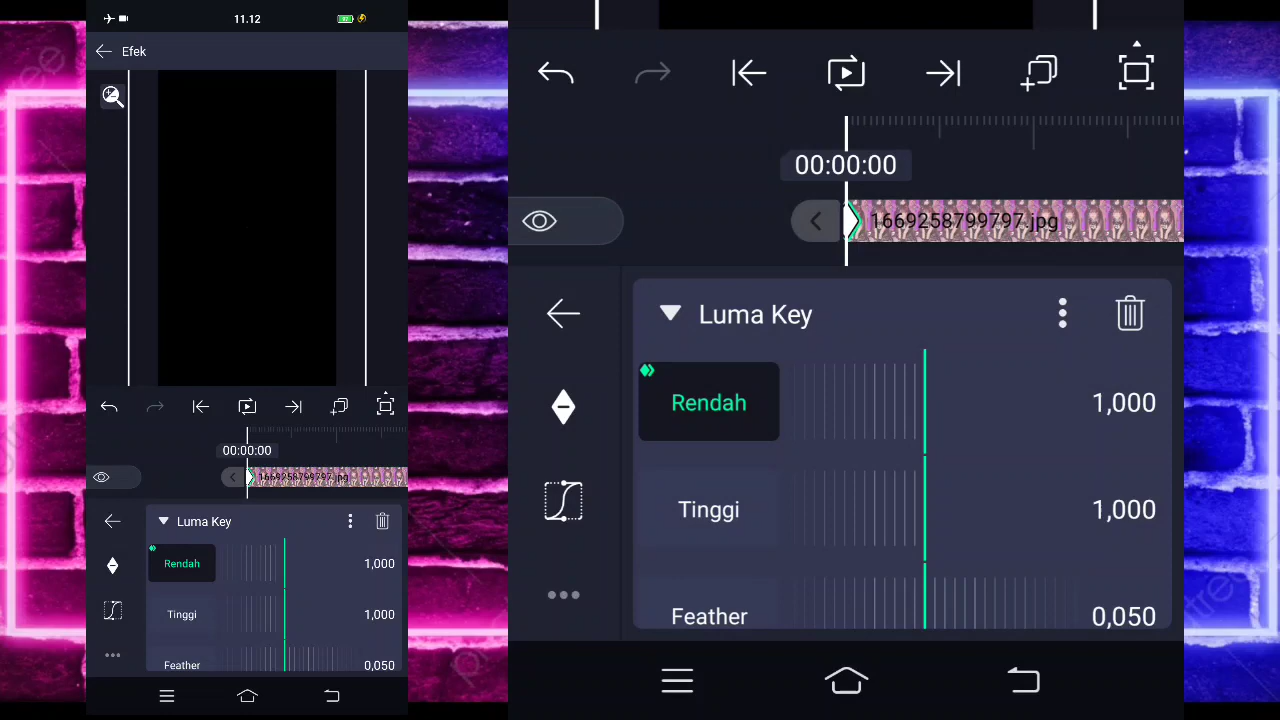 11.12
Efek
00:00:00
1669258799797.jpg
Luma Key
Rendah
1,000
Tinggi
1,000
Feather
0,050
00:00:00
1669258799797.jpg
Luma Key
Rendah
1,000
Tinggi
1,000
Feather
0,050